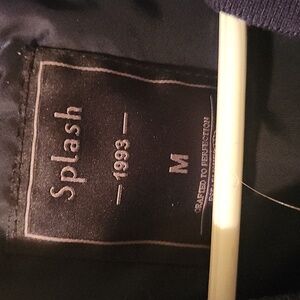 Splash
— 1993 —
M
CRAFTED TO PERFECTION